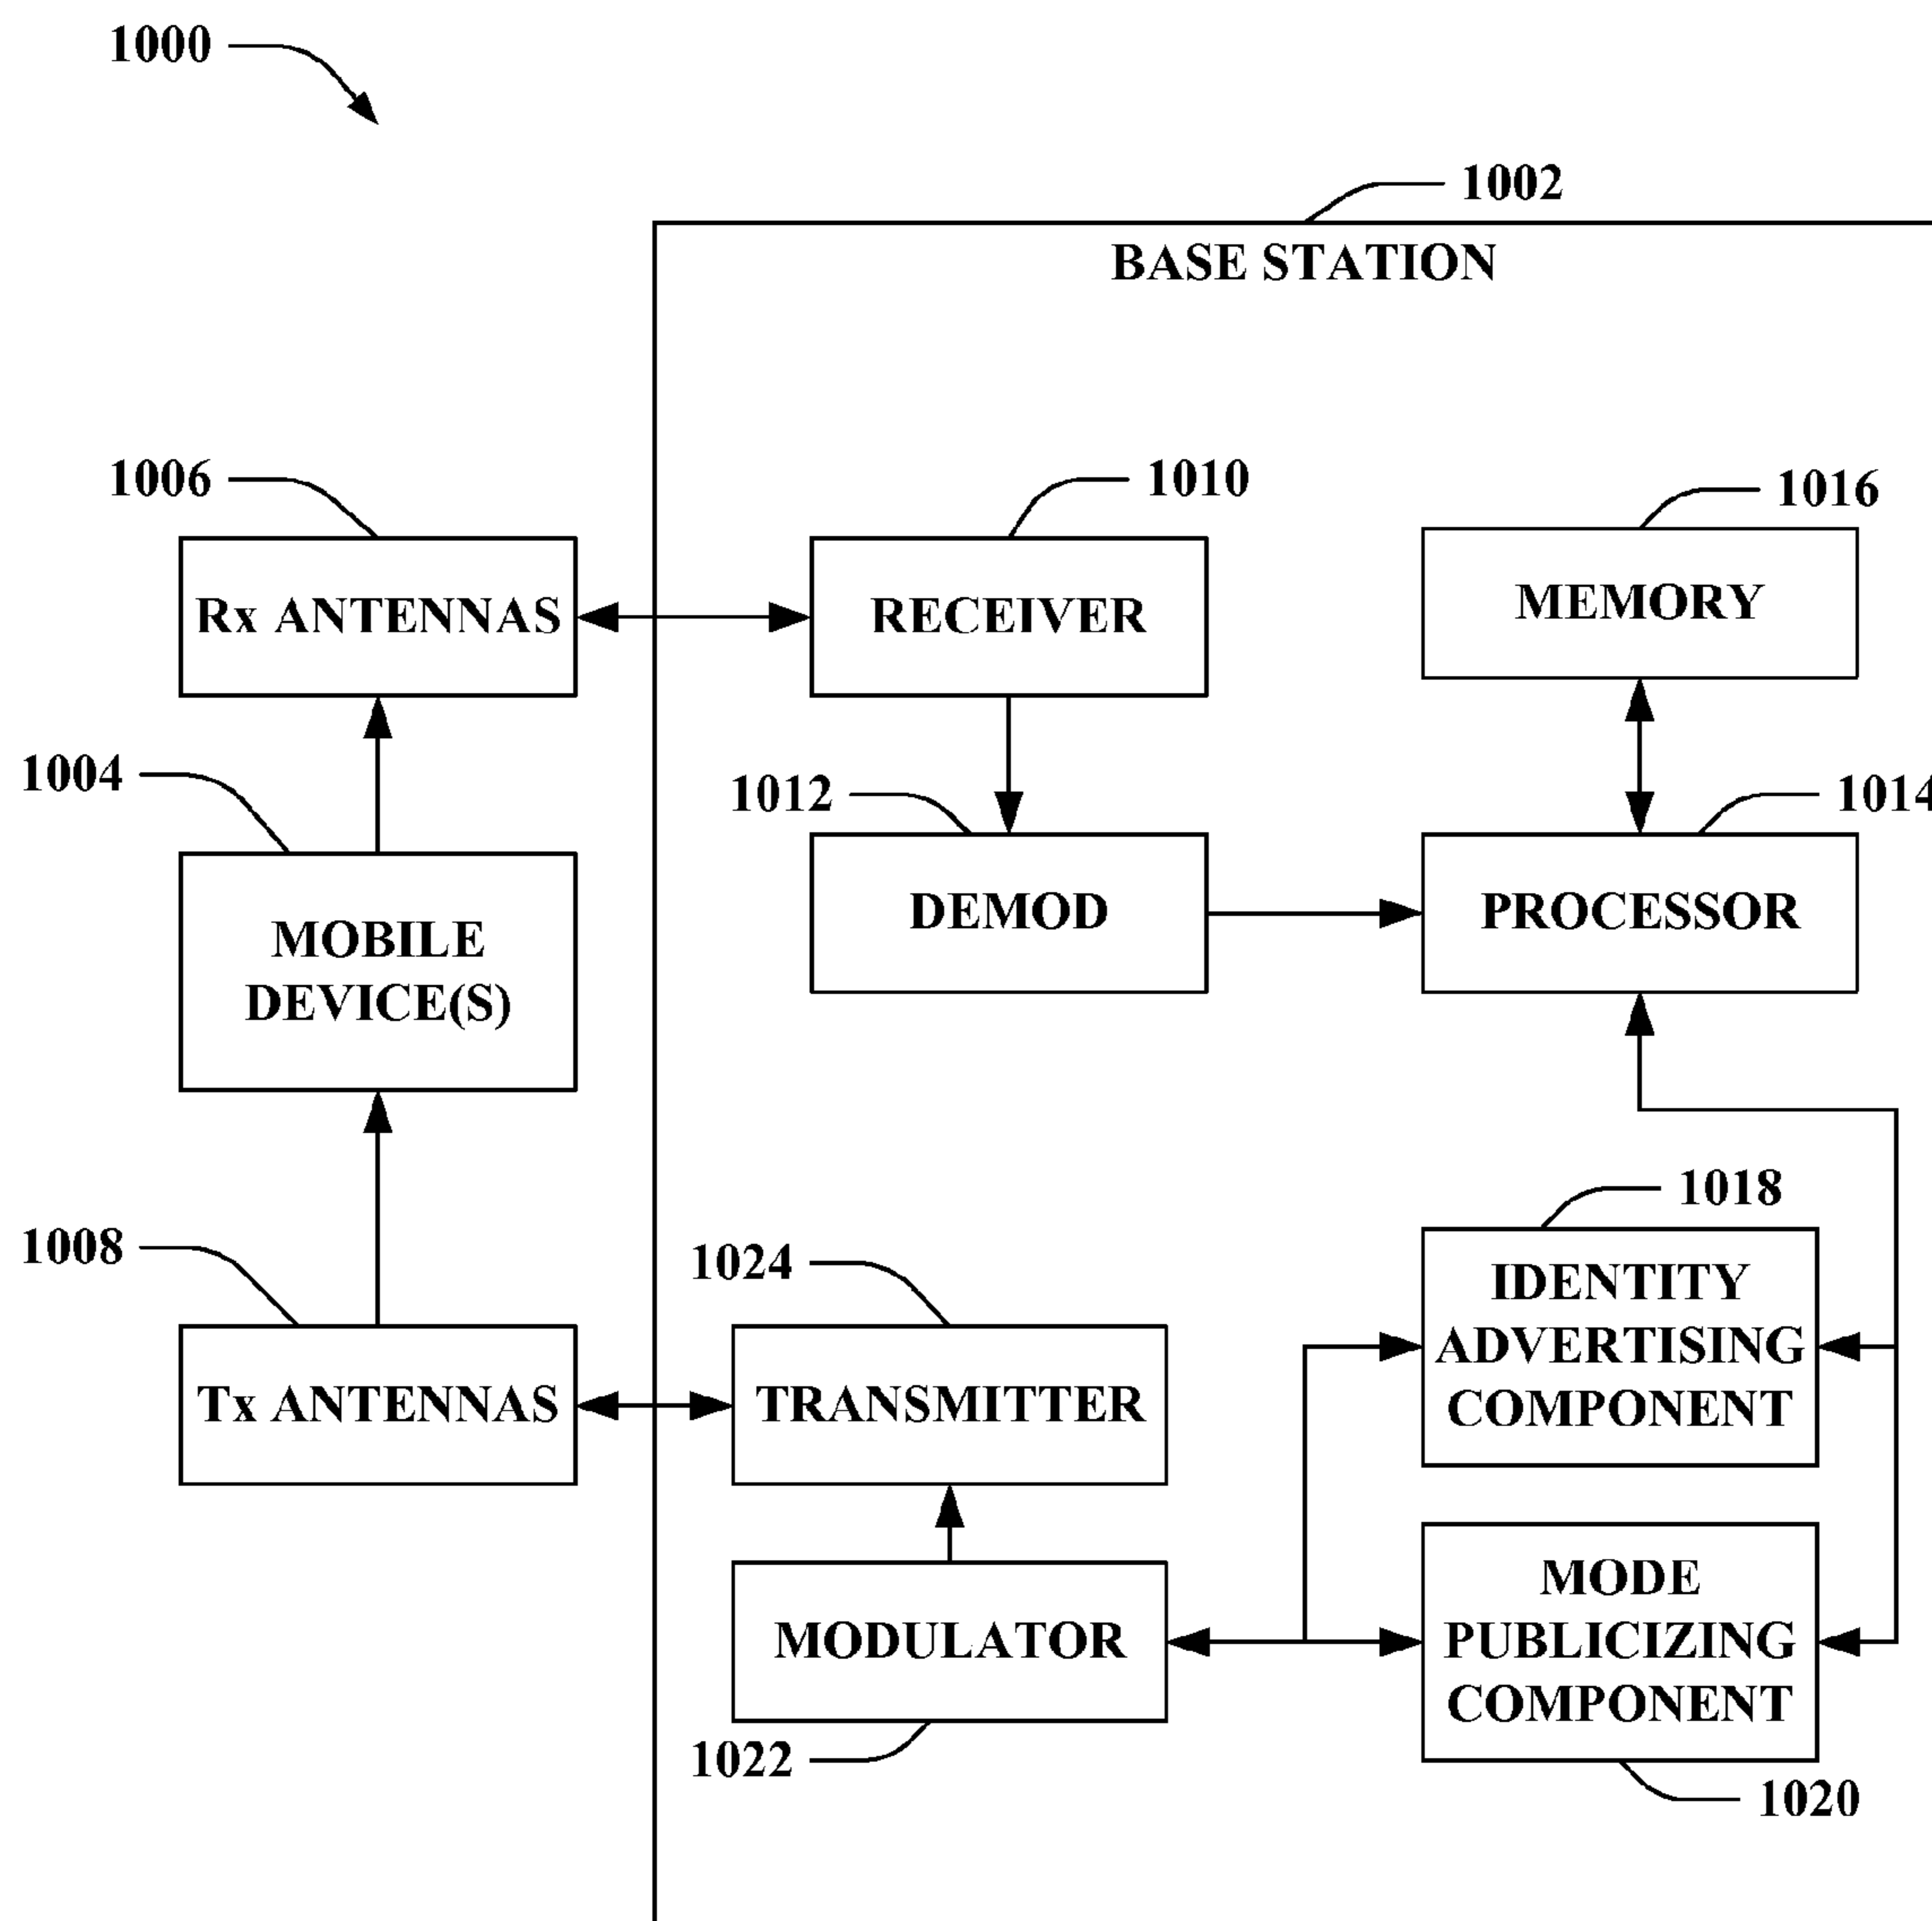 1000
1002
BASE STATION
1006
1010
1016
Rx ANTENNAS
RECEIVER
MEMORY
1004
1012
1014
MOBILE
DEVICE(S)
DEMOD
PROCESSOR
1008
1024
1018
Tx ANTENNAS
TRANSMITTER
IDENTITY
ADVERTISING
COMPONENT
MODULATOR
MODE
PUBLICIZING
COMPONENT
1022
1020